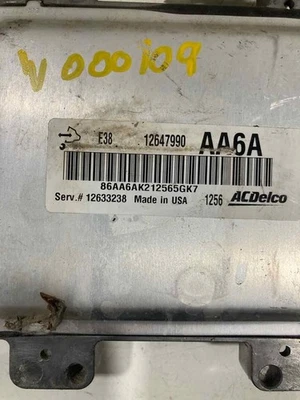 V 000109
E38 12647990 AA6A
86AA6AK212565GK7
Serv.# 12633238 Made in USA 1256 ACDelco